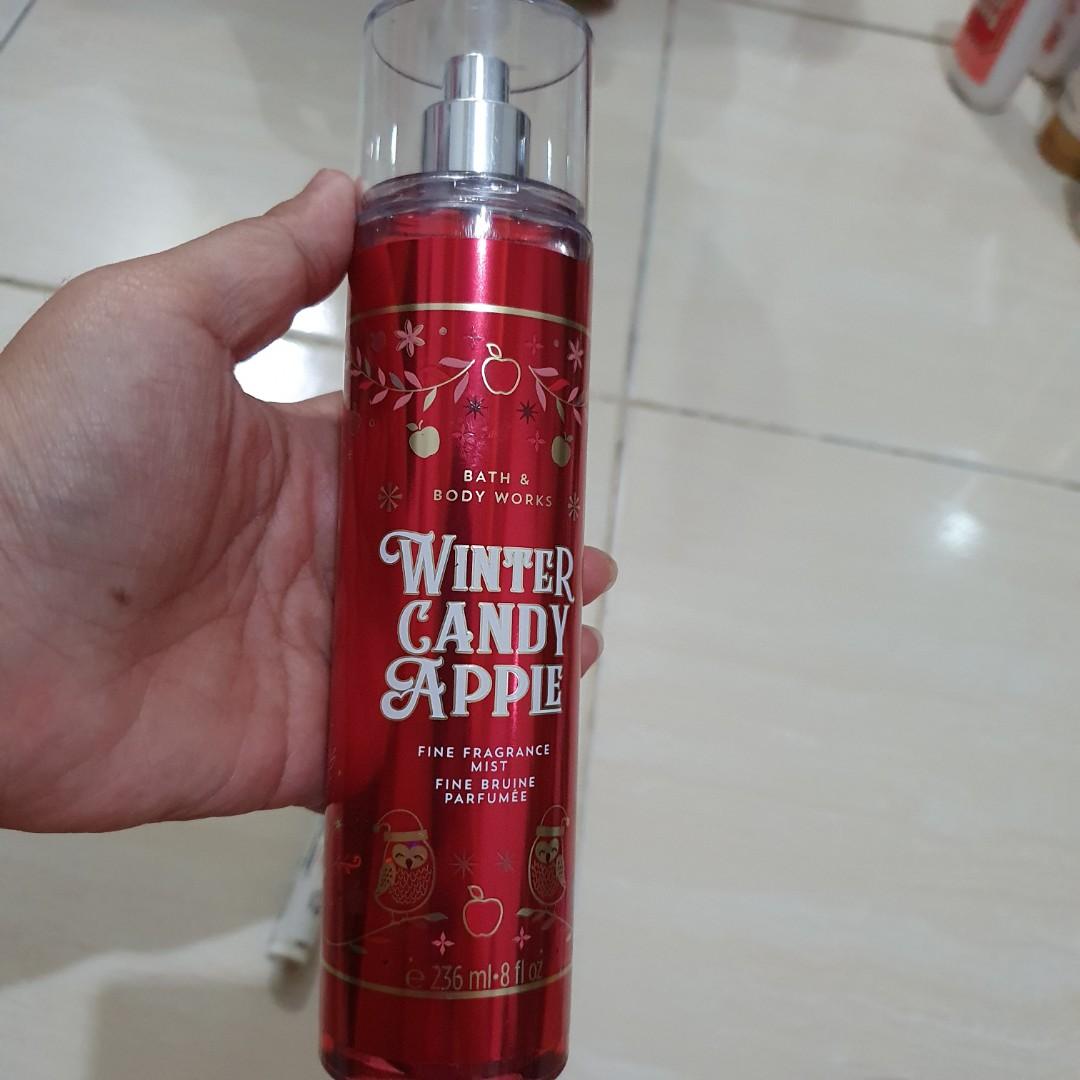 BATH &
BODY WORKS
WINTER
CANDY
APPLE
FINE FRAGRANCE
MIST
FINE BRUINE
PARFUMÉE
℮ 236 ml•8 fl oz